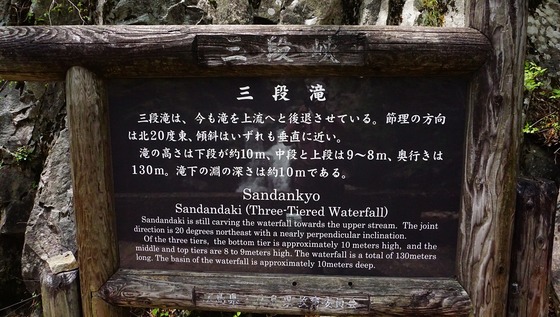 三段峡
三段滝
三段滝は、今も滝を上流へと後退させている。節理の方向
は北20度東、傾斜はいずれも垂直に近い。
滝の高さは下段が約10m、中段と上段は9〜8m、奥行きは
130m。滝下の淵の深さは約10mである。
Sandankyo
Sandandaki (Three-Tiered Waterfall)
Sandandaki is still carving the waterfall towards the upper stream. The joint
direction is 20 degrees northeast with a nearly perpendicular inclination.
Of the three tiers, the bottom tier is approximately 10 meters high, and the
middle and top tiers are 8 to 9meters high. The waterfall is a total of 130meters
long. The basin of the waterfall is approximately 10meters deep.